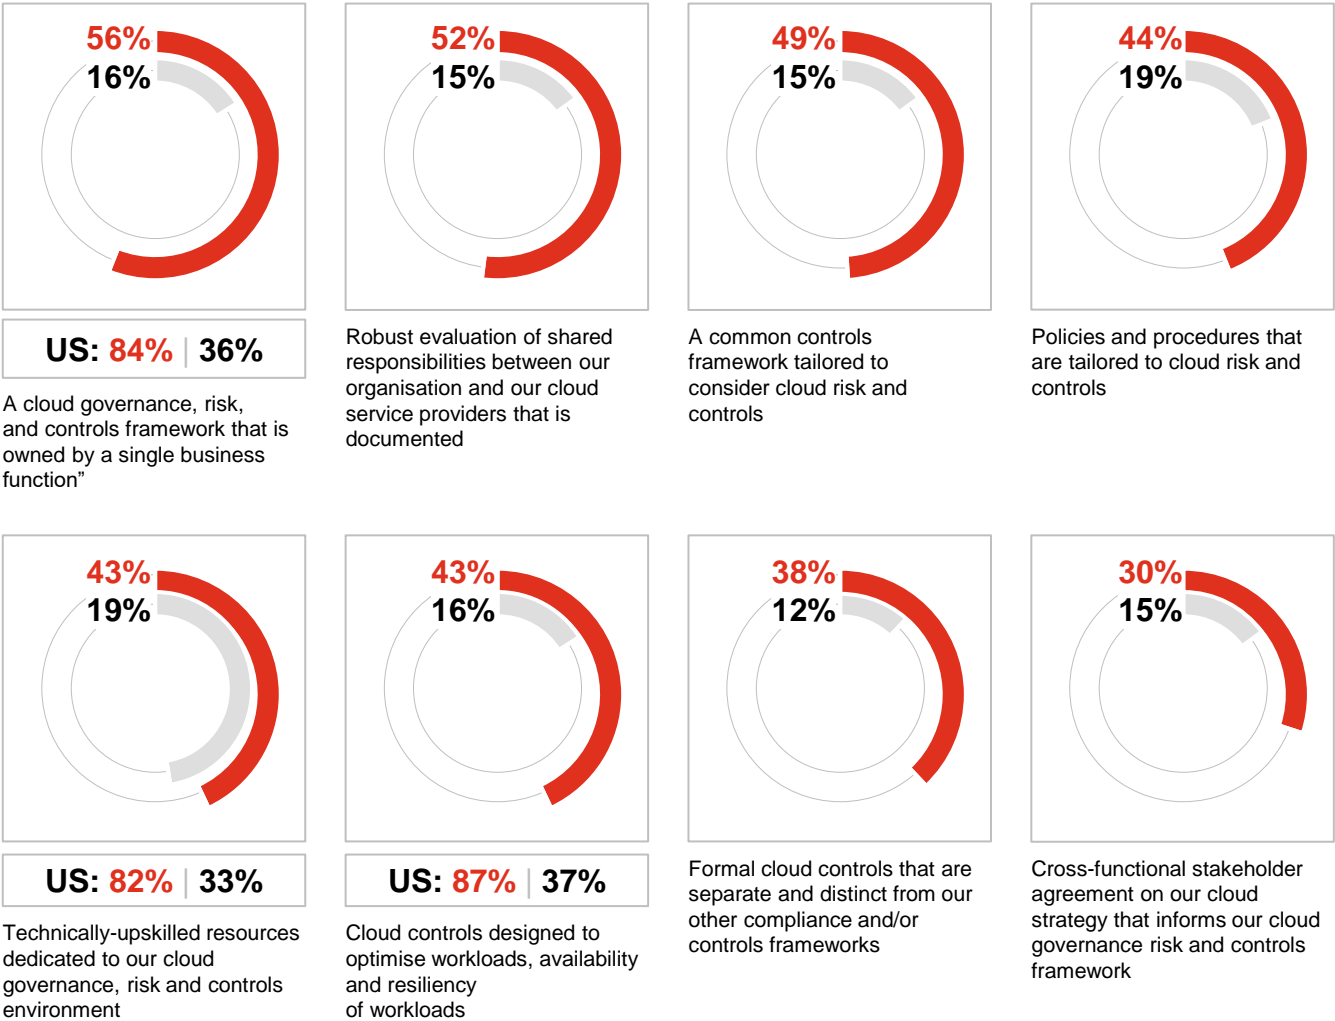 56%
16%
US: 84% | 36%
A cloud governance, risk,
and controls framework that is
owned by a single business
function”
52%
15%
Robust evaluation of shared
responsibilities between our
organisation and our cloud
service providers that is
documented
49%
15%
A common controls
framework tailored to
consider cloud risk and
controls
44%
19%
Policies and procedures that
are tailored to cloud risk and
controls
43%
19%
US: 82% | 33%
Technically-upskilled resources
dedicated to our cloud
governance, risk and controls
environment
43%
16%
US: 87% | 37%
Cloud controls designed to
optimise workloads, availability
and resiliency
of workloads
38%
12%
Formal cloud controls that are
separate and distinct from our
other compliance and/or
controls frameworks
30%
15%
Cross-functional stakeholder
agreement on our cloud
strategy that informs our cloud
governance risk and controls
framework